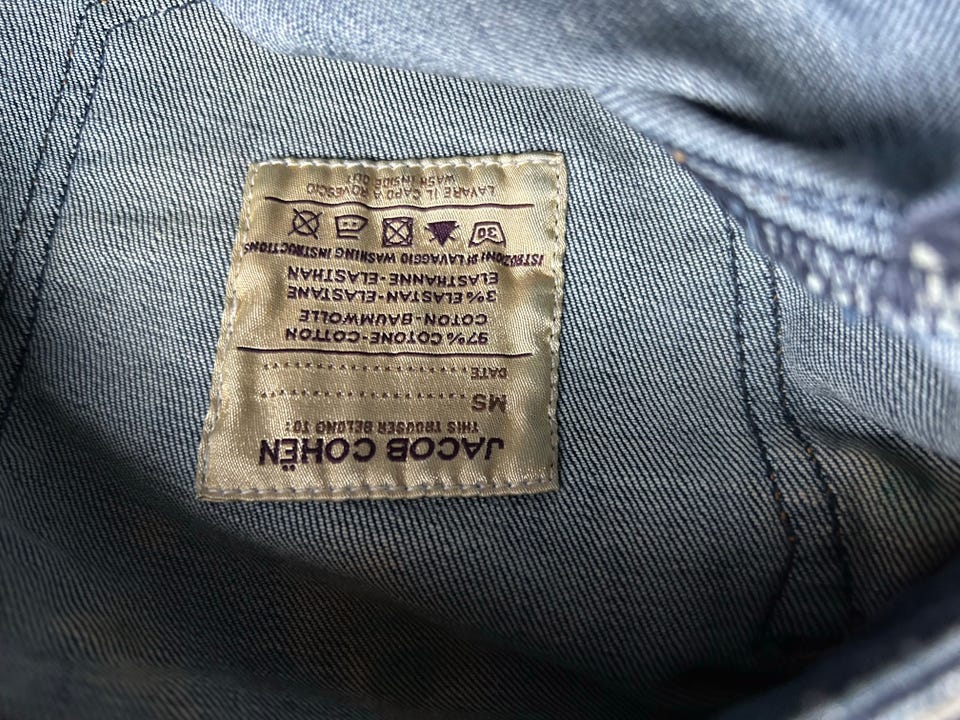 JACOB COHËN
THIS TROUSER BELONG TO:
MS................................
DATE................................
97% COTONE-COTTON
COTON-BAUMWOLLE
3% ELASTAN-ELASTANE
ELASTHANNE-ELASTHAN
ISTRUZIONI DI LAVAGGIO WASHING INSTRUCTIONS
30
LAVARE IL CAPO A ROVESCIO
WASH INSIDE OUT